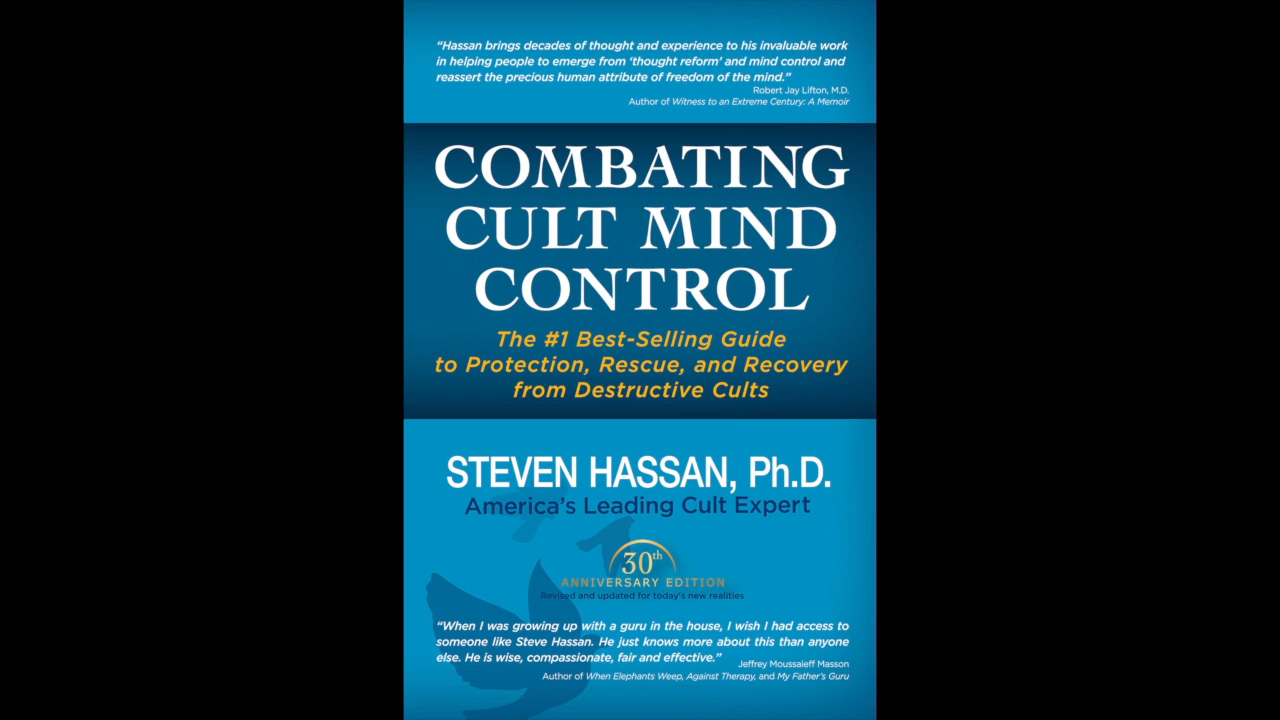 “Hassan brings decades of thought and experience to his invaluable work
in helping people to emerge from ‘thought reform’ and mind control and
reassert the precious human attribute of freedom of the mind.”
Robert Jay Lifton, M.D.
Author of Witness to an Extreme Century: A Memoir
COMBATING
CULT MIND
CONTROL
The #1 Best-Selling Guide
to Protection, Rescue, and Recovery
from Destructive Cults
STEVEN HASSAN, Ph.D.
America’s Leading Cult Expert
30th
ANNIVERSARY EDITION
Revised and updated for today’s new realities
“When I was growing up with a guru in the house, I wish I had access to
someone like Steve Hassan. He just knows more about this than anyone
else. He is wise, compassionate, fair and effective.”
Jeffrey Moussaieff Masson
Author of When Elephants Weep, Against Therapy, and My Father’s Guru